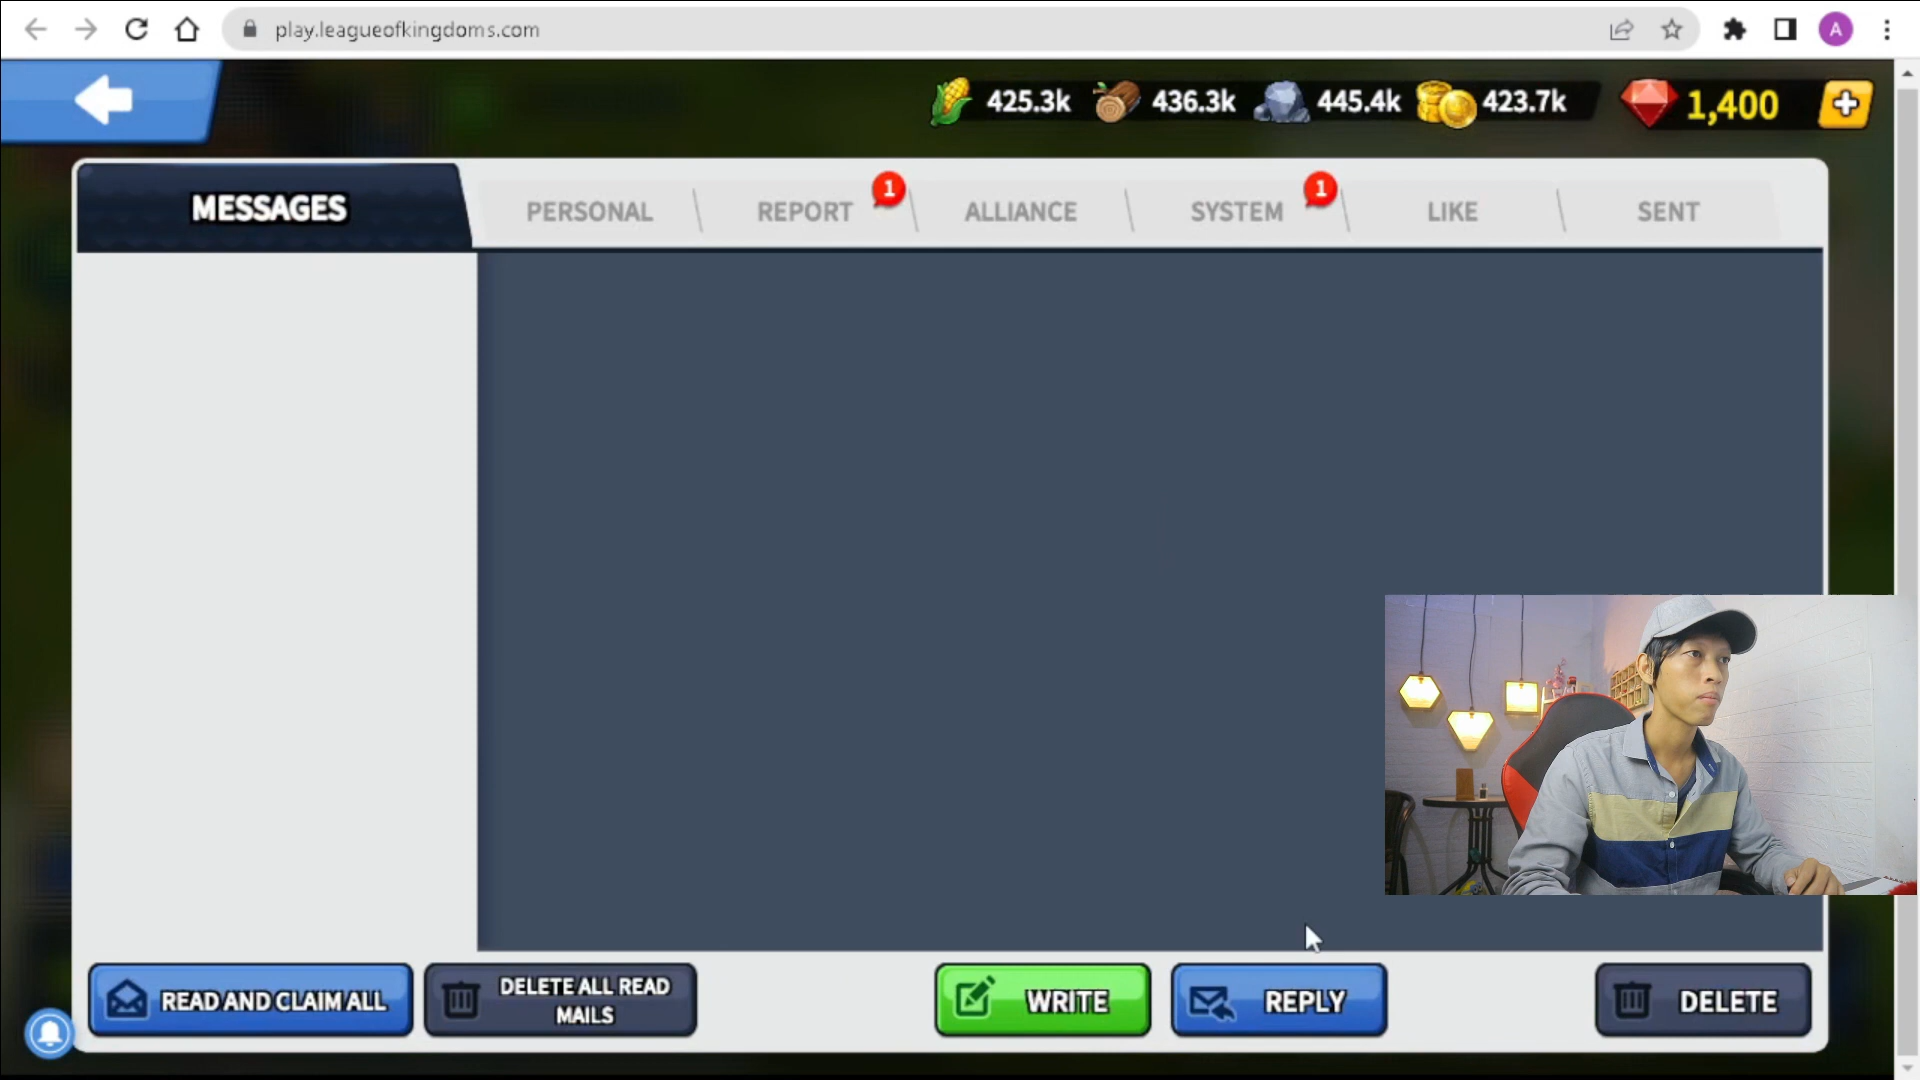 play.leagueofkingdoms.com
A
425.3k 436.3k 445.4k 423.7k 1,400
MESSAGES PERSONAL REPORT 1 ALLIANCE SYSTEM 1 LIKE SENT
READ AND CLAIM ALL
DELETE ALL READ
MAILS
WRITE
REPLY
DELETE